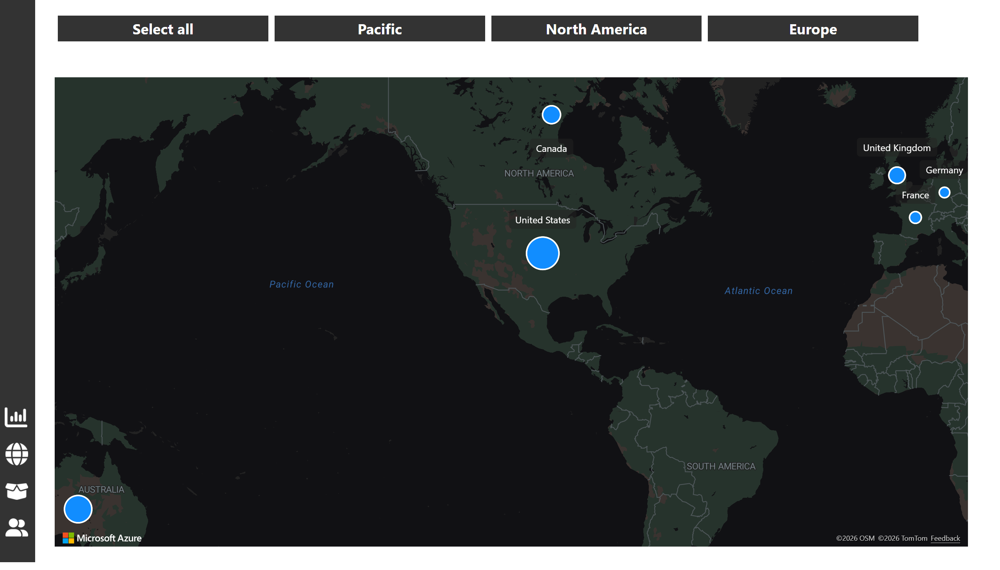 Select all
Pacific
North America
Europe
Canada
NORTH AMERICA
United Kingdom
Germany
France
United States
Pacific Ocean
Atlantic Ocean
SOUTH AMERICA
AUSTRALIA
Microsoft Azure
©2026 OSM ©2026 TomTom Feedback